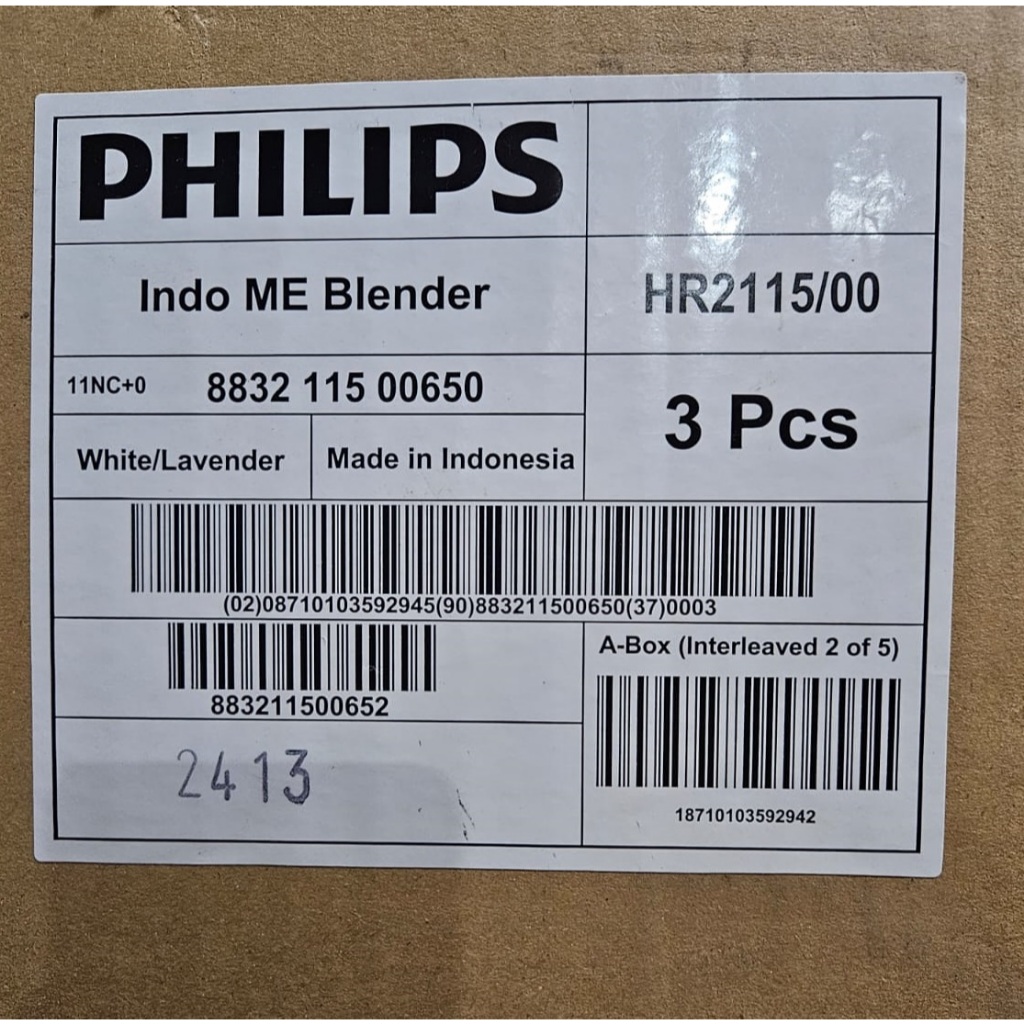 PHILIPS
Indo ME Blender
HR2115/00
11NC+0 8832 115 00650
3 Pcs
White/Lavender
Made in Indonesia
(02)08710103592945(90)883211500650(37)0003
883211500652
A-Box (Interleaved 2 of 5)
18710103592942
2413